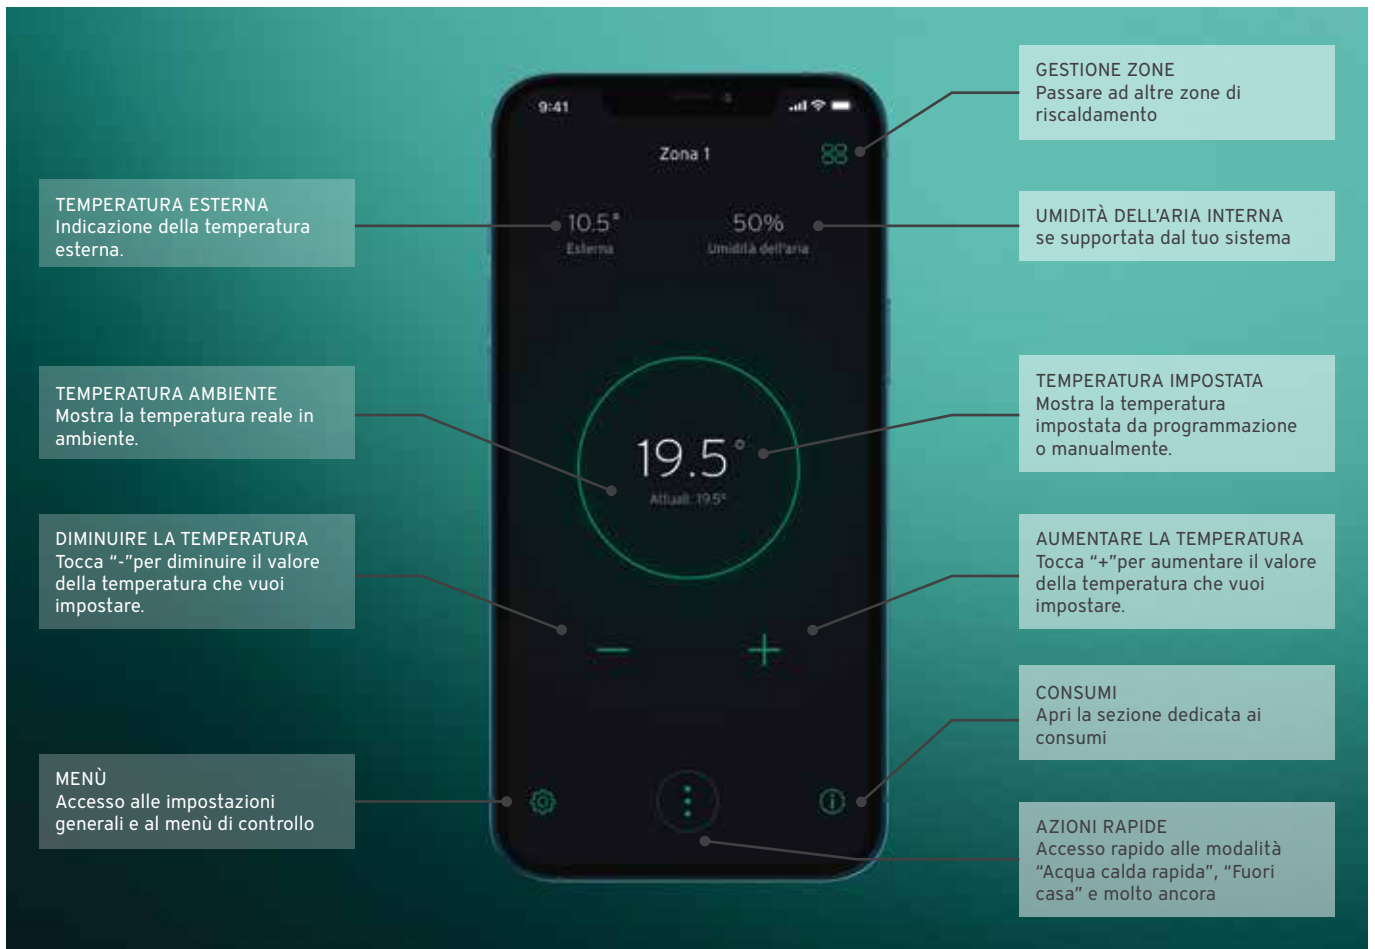 GESTIONE ZONE
Passare ad altre zone di
riscaldamento
9:41
Zona 1
TEMPERATURA ESTERNA
Indicazione della temperatura
esterna.
10.5°
Esterna
50%
Umidità dell'aria
UMIDITÀ DELL'ARIA INTERNA
se supportata dal tuo sistema
TEMPERATURA AMBIENTE
Mostra la temperatura reale in
ambiente.
19.5°
Attuali: 19.5°
TEMPERATURA IMPOSTATA
Mostra la temperatura
impostata da programmazione
o manualmente.
DIMINUIRE LA TEMPERATURA
Tocca “-”per diminuire il valore
della temperatura che vuoi
impostare.
AUMENTARE LA TEMPERATURA
Tocca “+”per aumentare il valore
della temperatura che vuoi
impostare.
CONSUMI
Apri la sezione dedicata ai
consumi
MENÙ
Accesso alle impostazioni
generali e al menù di controllo
AZIONI RAPIDE
Accesso rapido alle modalità
“Acqua calda rapida”, “Fuori
casa” e molto ancora